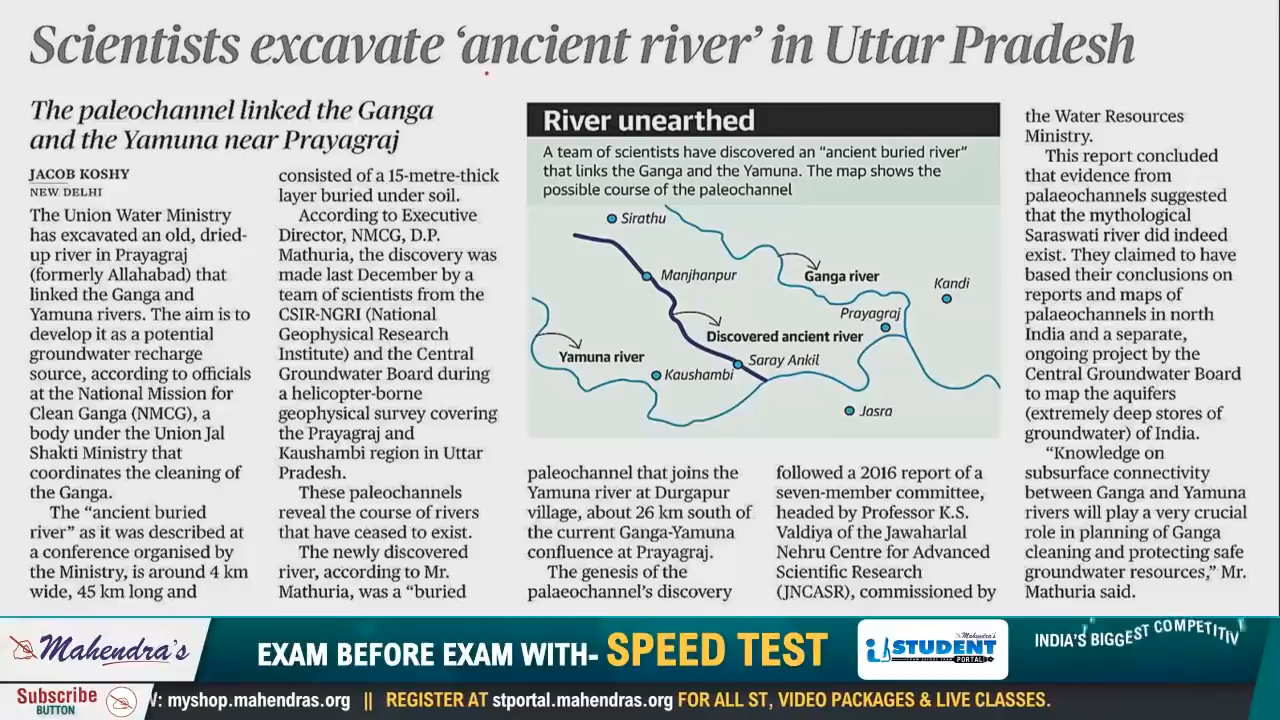 Scientists excavate ‘ancient river’ in Uttar Pradesh
The paleochannel linked the Ganga
and the Yamuna near Prayagraj
JACOB KOSHY
NEW DELHI
The Union Water Ministry
has excavated an old, dried-
up river in Prayagraj
(formerly Allahabad) that
linked the Ganga and
Yamuna rivers. The aim is to
develop it as a potential
groundwater recharge
source, according to officials
at the National Mission for
Clean Ganga (NMCG), a
body under the Union Jal
Shakti Ministry that
coordinates the cleaning of
the Ganga.
The “ancient buried
river” as it was described at
a conference organised by
the Ministry, is around 4 km
wide, 45 km long and
consisted of a 15-metre-thick
layer buried under soil.
According to Executive
Director, NMCG, D.P.
Mathuria, the discovery was
made last December by a
team of scientists from the
CSIR-NGRI (National
Geophysical Research
Institute) and the Central
Groundwater Board during
a helicopter-borne
geophysical survey covering
the Prayagraj and
Kaushambi region in Uttar
Pradesh.
These paleochannels
reveal the course of rivers
that have ceased to exist.
The newly discovered
river, according to Mr.
Mathuria, was a “buried
River unearthed
A team of scientists have discovered an “ancient buried river”
that links the Ganga and the Yamuna. The map shows the
possible course of the paleochannel
Sirathu
Manjhanpur
Ganga river
Kandi
Prayagraj
Discovered ancient river
Yamuna river
Saray Ankil
Kaushambi
Jasra
paleochannel that joins the
Yamuna river at Durgapur
village, about 26 km south of
the current Ganga-Yamuna
confluence at Prayagraj.
The genesis of the
palaeochannel’s discovery
followed a 2016 report of a
seven-member committee,
headed by Professor K.S.
Valdiya of the Jawaharlal
Nehru Centre for Advanced
Scientific Research
(JNCASR), commissioned by
the Water Resources
Ministry.
This report concluded
that evidence from
palaeochannels suggested
that the mythological
Saraswati river did indeed
exist. They claimed to have
based their conclusions on
reports and maps of
palaeochannels in north
India and a separate,
ongoing project by the
Central Groundwater Board
to map the aquifers
(extremely deep stores of
groundwater) of India.
“Knowledge on
subsurface connectivity
between Ganga and Yamuna
rivers will play a very crucial
role in planning of Ganga
cleaning and protecting safe
groundwater resources,” Mr.
Mathuria said.
Mahendra's
EXAM BEFORE EXAM WITH- SPEED TEST
Mahendra's
STUDENT
PORTAL
INDIA'S BIGGEST COMPETITIV
Subscribe
BUTTON
W: myshop.mahendras.org || REGISTER AT stportal.mahendras.org FOR ALL ST, VIDEO PACKAGES & LIVE CLASSES.